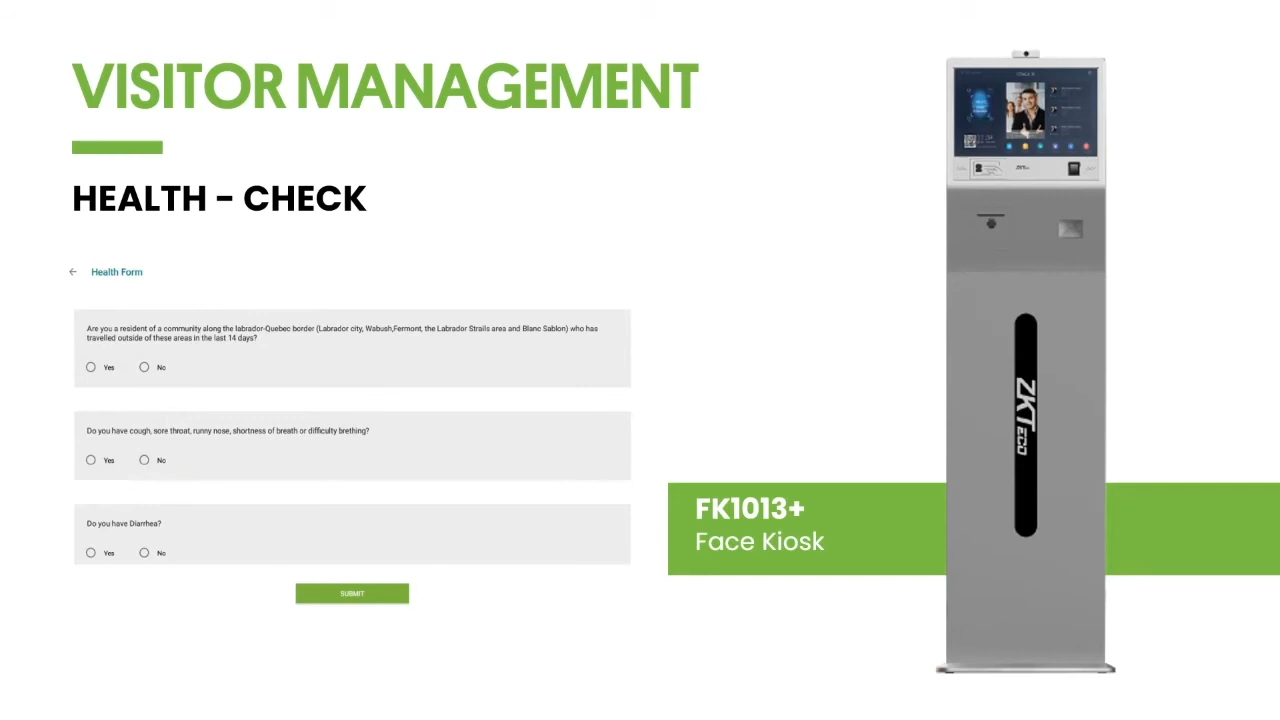 VISITOR MANAGEMENT
HEALTH - CHECK
Health Form
Are you a resident of a community along the labrador-Quebec border (Labrador city, Wabush,Fermont, the Labrador Strails area and Blanc Sablon) who has
travelled outside of these areas in the last 14 days?
Yes No
Do you have cough, sore throat, runny nose, shortness of breath or difficulty brething?
Yes No
Do you have Diarrhea?
Yes No
SUBMIT
FK1013+
Face Kiosk
ZKTECO